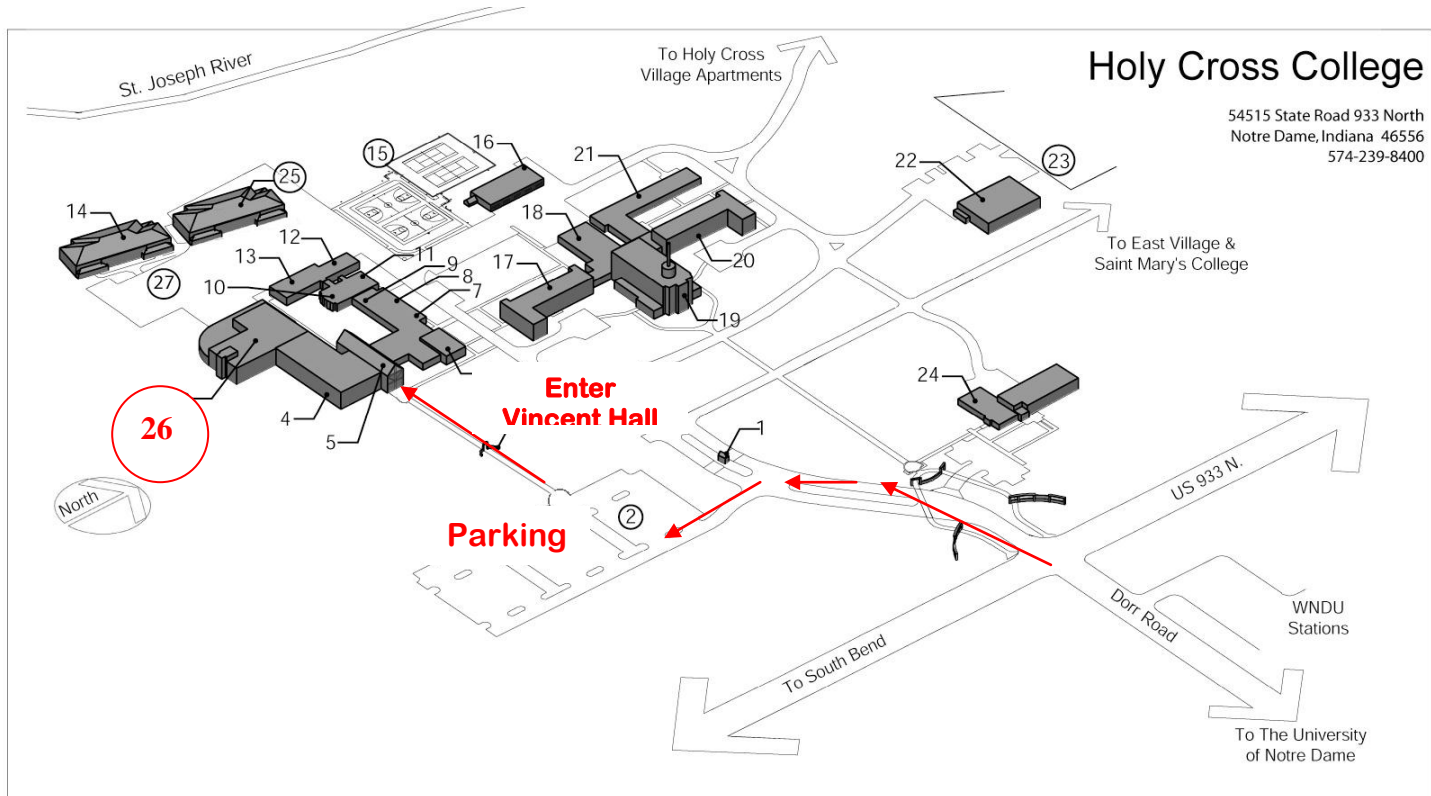 St. Joseph River
To Holy Cross
Village Apartments
Holy Cross College
54515 State Road 933 North
Notre Dame, Indiana  46556
574-239-8400
15
16
21
22
23
25
14
18
12
11
13
9
10
8
7
17
20
19
To East Village &
Saint Mary's College
26
4
5
Enter
Vincent Hall
24
1
27
North
2
Parking
US 933 N.
Dorr Road
WNDU
Stations
To South Bend
To The University
of Notre Dame